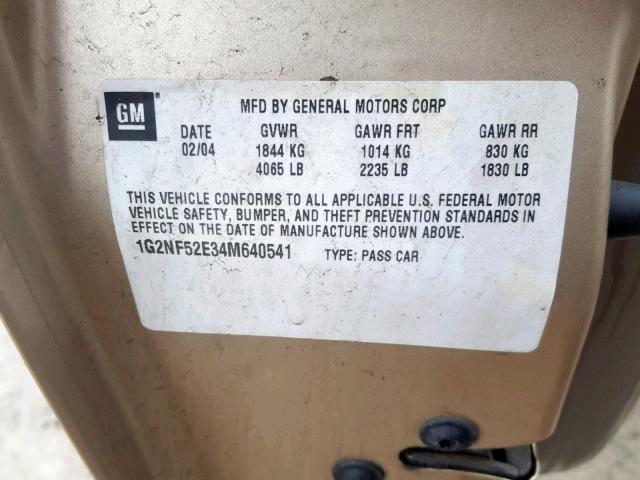 GM
MFD BY GENERAL MOTORS CORP
DATE GVWR GAWR FRT GAWR RR
02/04 1844 KG 1014 KG 830 KG
4065 LB 2235 LB 1830 LB
THIS VEHICLE CONFORMS TO ALL APPLICABLE U.S. FEDERAL MOTOR
VEHICLE SAFETY, BUMPER, AND THEFT PREVENTION STANDARDS IN
EFFECT ON THE DATE OF MANUFACTURE SHOWN ABOVE.
1G2NF52E34M640541 TYPE: PASS CAR